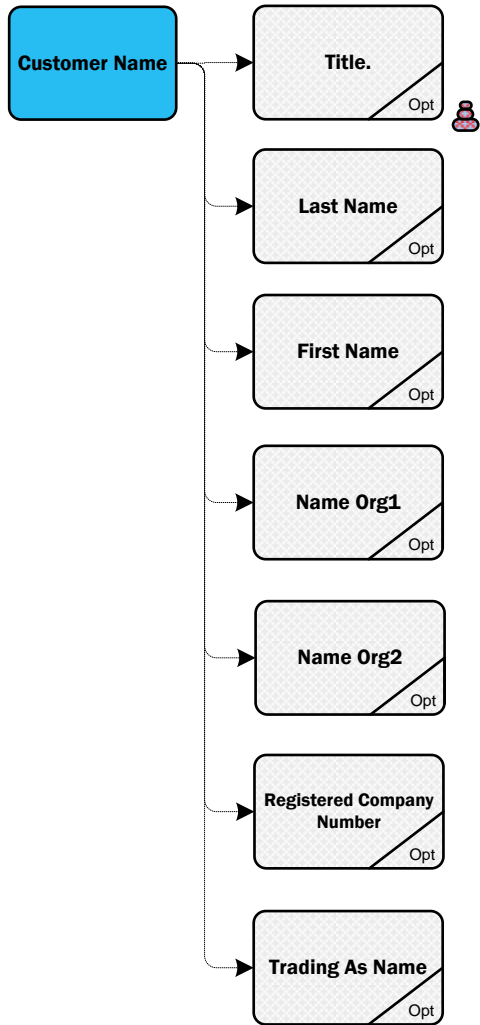 Customer Name
Title.
Opt
Last Name
Opt
First Name
Opt
Name Org1
Opt
Name Org2
Opt
Registered Company
Number
Opt
Trading As Name
Opt